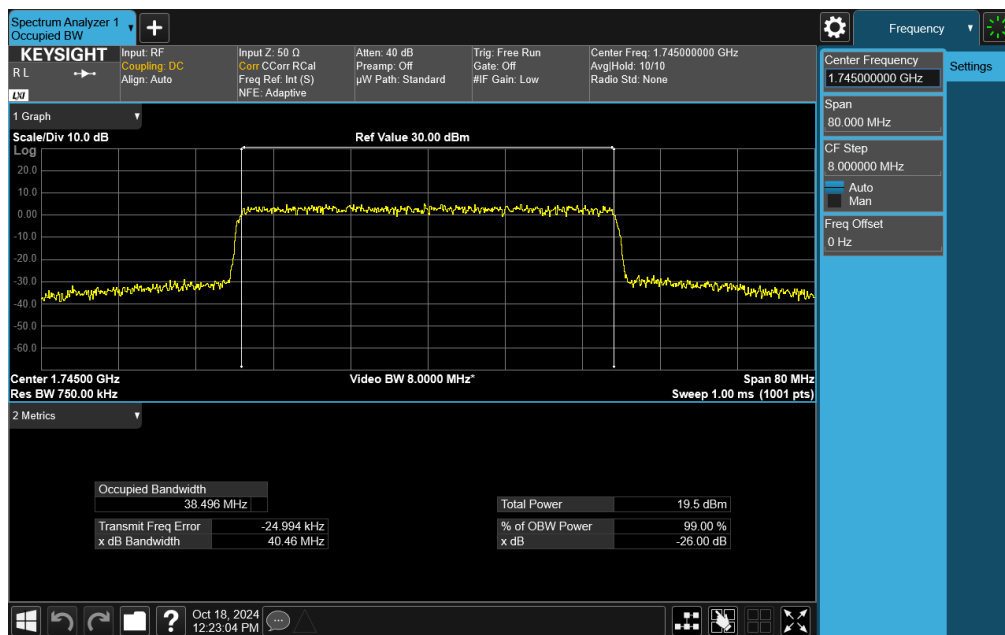 Spectrum Analyzer 1
Occupied BW
Frequency
KEYSIGHT
R L
LXI
Input: RF
Coupling: DC
Align: Auto
Input Z: 50 Ω
Corr CCorr RCal
Freq Ref: Int (S)
NFE: Adaptive
Atten: 40 dB
Preamp: Off
µW Path: Standard
Trig: Free Run
Gate: Off
#IF Gain: Low
Center Freq: 1.745000000 GHz
Avg|Hold: 10/10
Radio Std: None
Center Frequency
1.745000000 GHz
Settings
Span
80.000 MHz
CF Step
8.000000 MHz
Auto
Man
Freq Offset
0 Hz
1 Graph
Scale/Div 10.0 dB
Ref Value 30.00 dBm
Log
20.0
10.0
0.00
-10.0
-20.0
-30.0
-40.0
-50.0
-60.0
Center 1.74500 GHz
Video BW 8.0000 MHz*
Span 80 MHz
Res BW 750.00 kHz
Sweep 1.00 ms (1001 pts)
2 Metrics
Occupied Bandwidth
38.496 MHz
Total Power 19.5 dBm
Transmit Freq Error -24.994 kHz
% of OBW Power 99.00 %
x dB Bandwidth 40.46 MHz
x dB -26.00 dB
?
Oct 18, 2024
12:23:04 PM